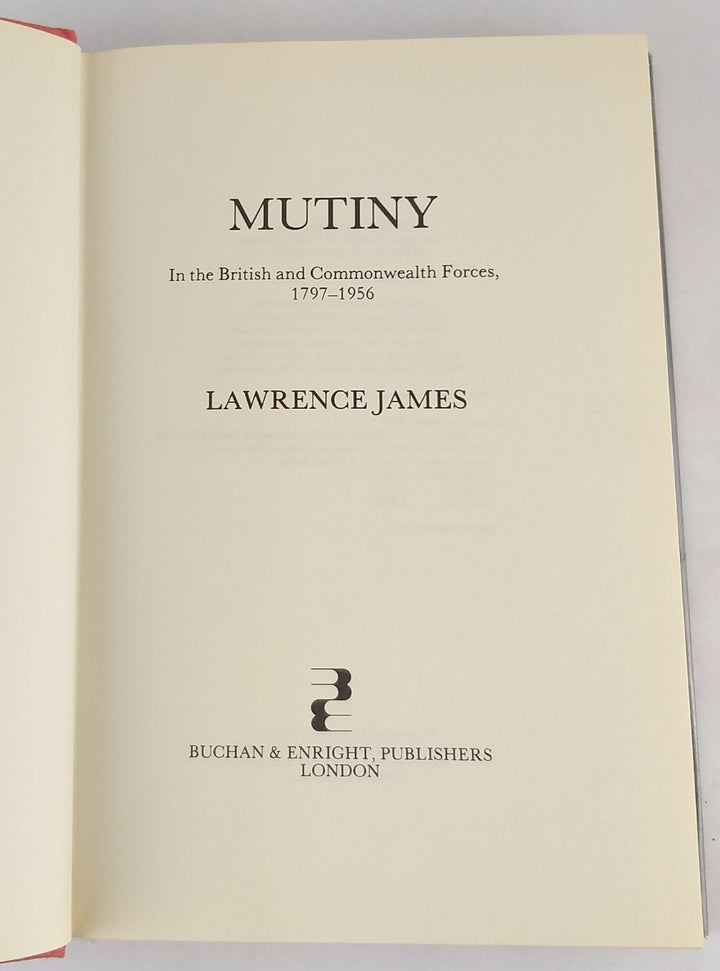 MUTINY
In the British and Commonwealth Forces,
1797–1956
LAWRENCE JAMES
BUCHAN & ENRIGHT, PUBLISHERS
LONDON